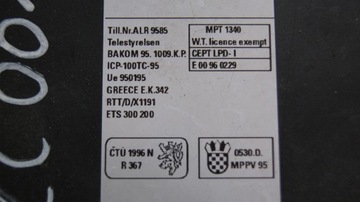 Till.Nr.ALR 9585
Telestyrelsen
BAKOM 95. 1009.K.P.
ICP-100TC-95
Ue 950195
GREECE E.K.342
RTT/D/X1191
ETS 300 200
MPT 1340
W.T. licence exempt
CEPT LPD- I
E 00 96 0229
ČTÚ 1996 N
R 367
0530.D.
MPPV 95